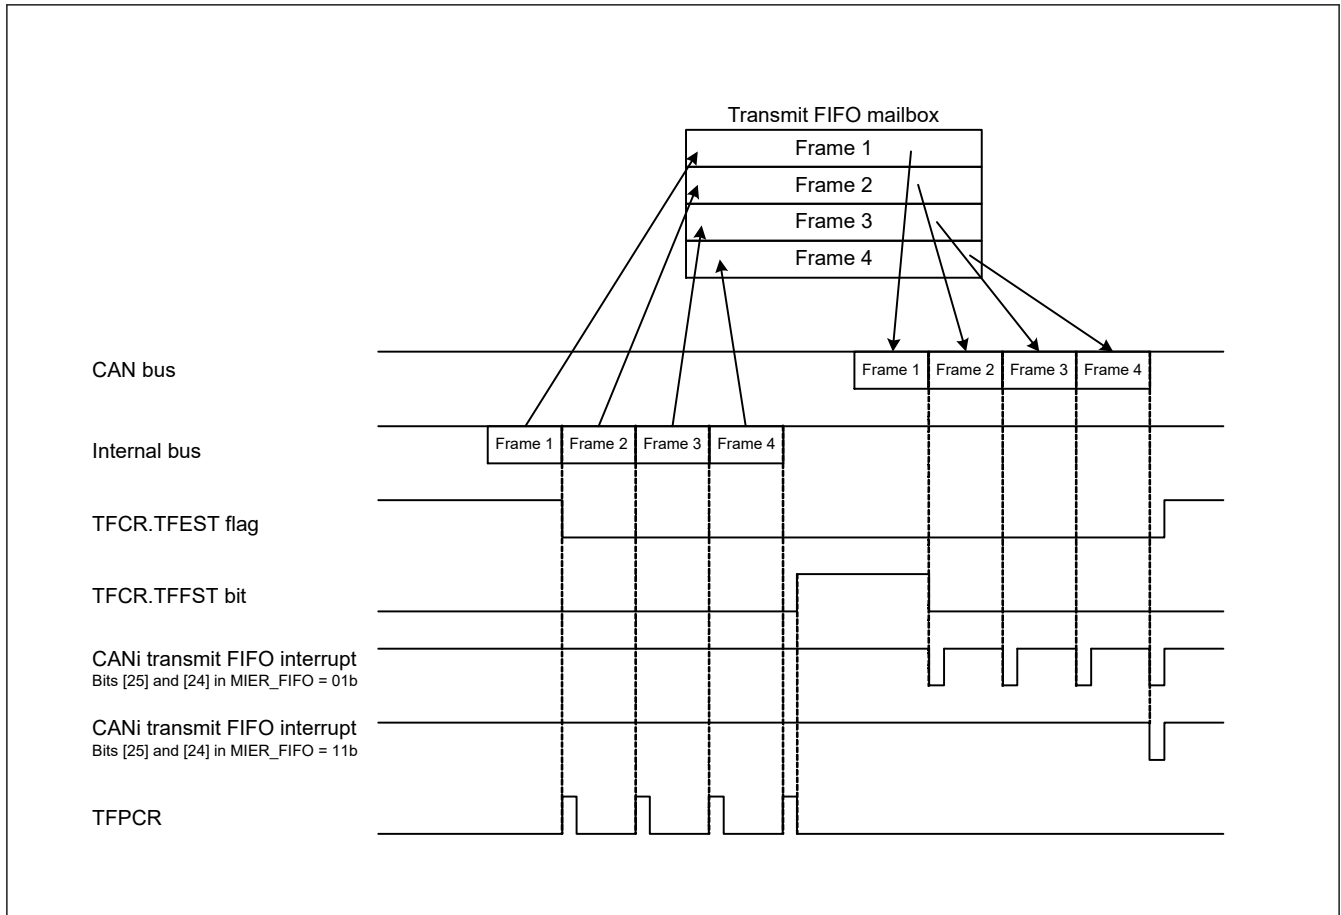 Transmit FIFO mailbox
Frame 1
Frame 2
Frame 3
Frame 4
CAN bus
Frame 1 Frame 2 Frame 3 Frame 4
Internal bus
Frame 1 Frame 2 Frame 3 Frame 4
TFCR.TFEST flag
TFCR.TFFST bit
CANi transmit FIFO interrupt
Bits [25] and [24] in MIER_FIFO = 01b
CANi transmit FIFO interrupt
Bits [25] and [24] in MIER_FIFO = 11b
TFPCR